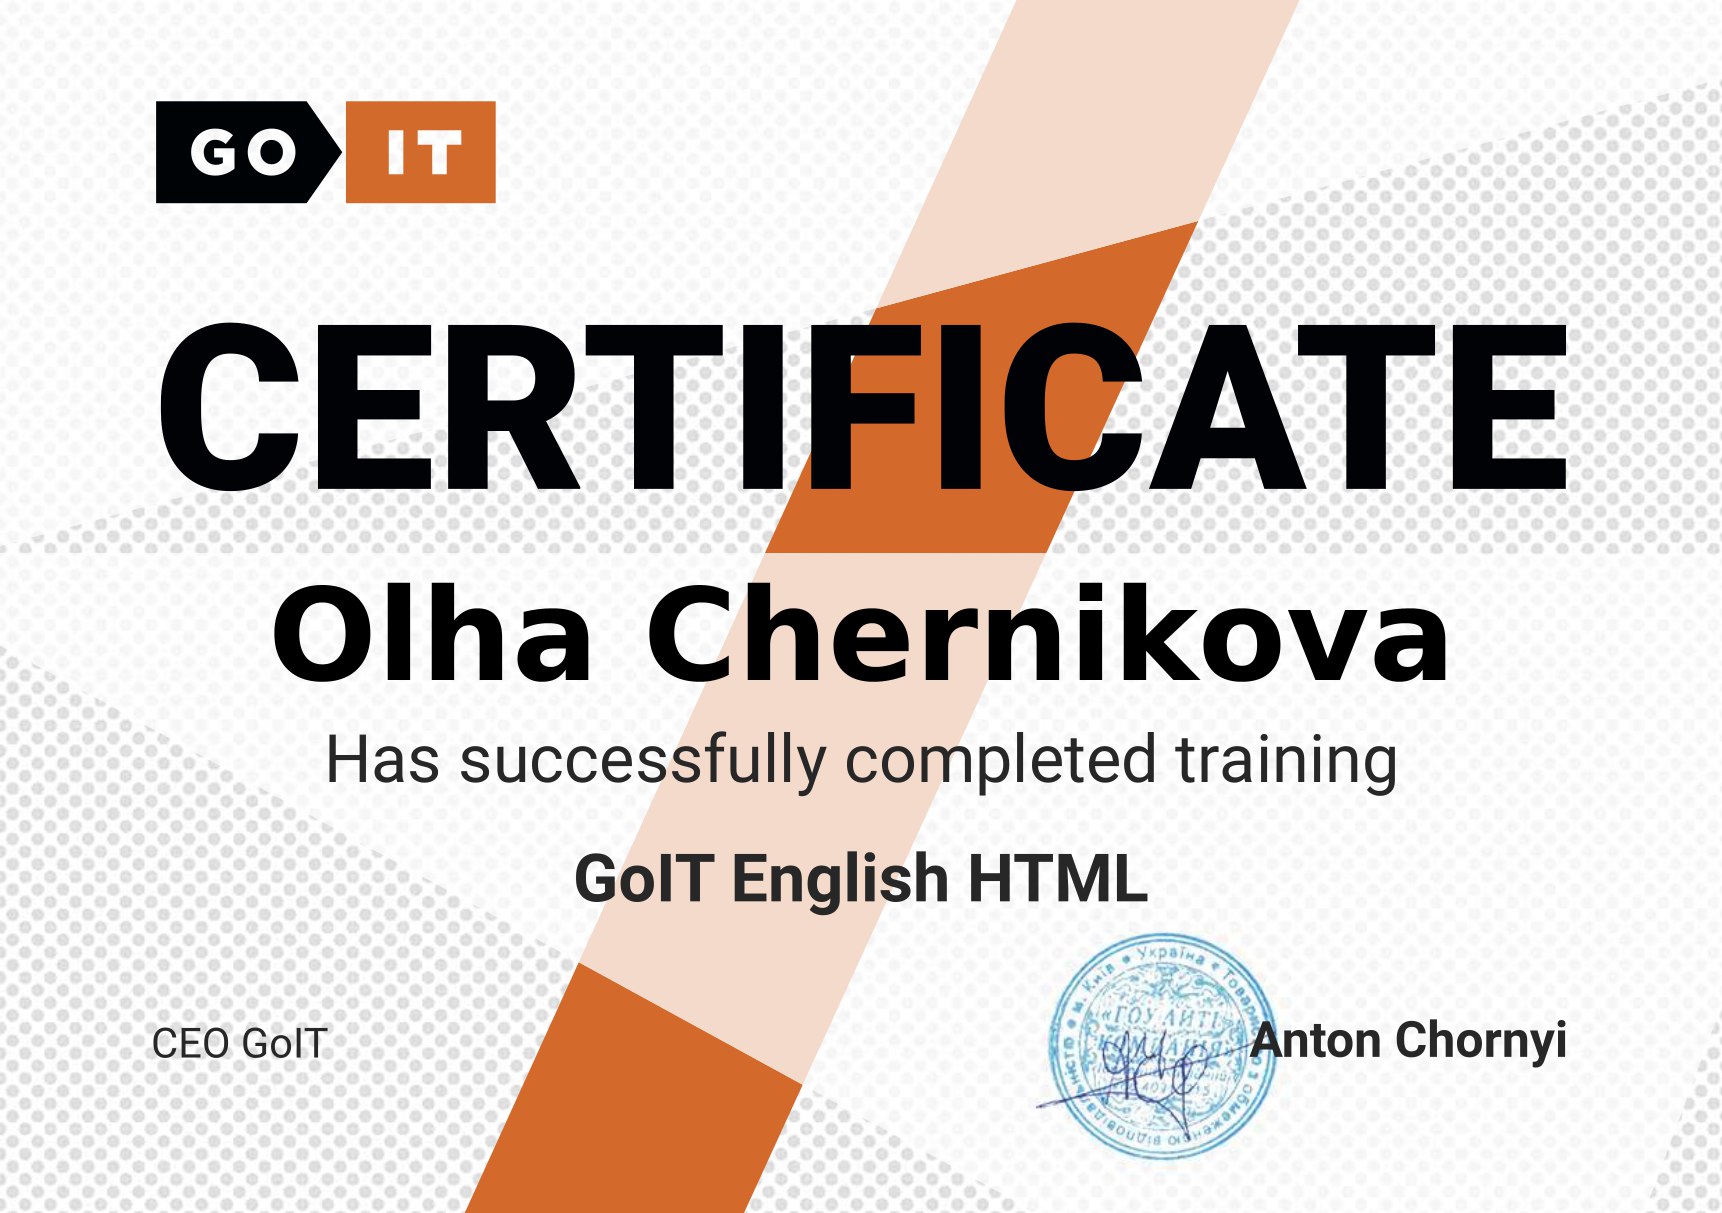 GO IT
CERTIFICATE
Olha Chernikova
Has successfully completed training
GoIT English HTML
CEO GoIT
Anton Chornyi
м. Київ * Україна * Товариство з обмеженою відповідальністю
«ГОУ АЙТІ